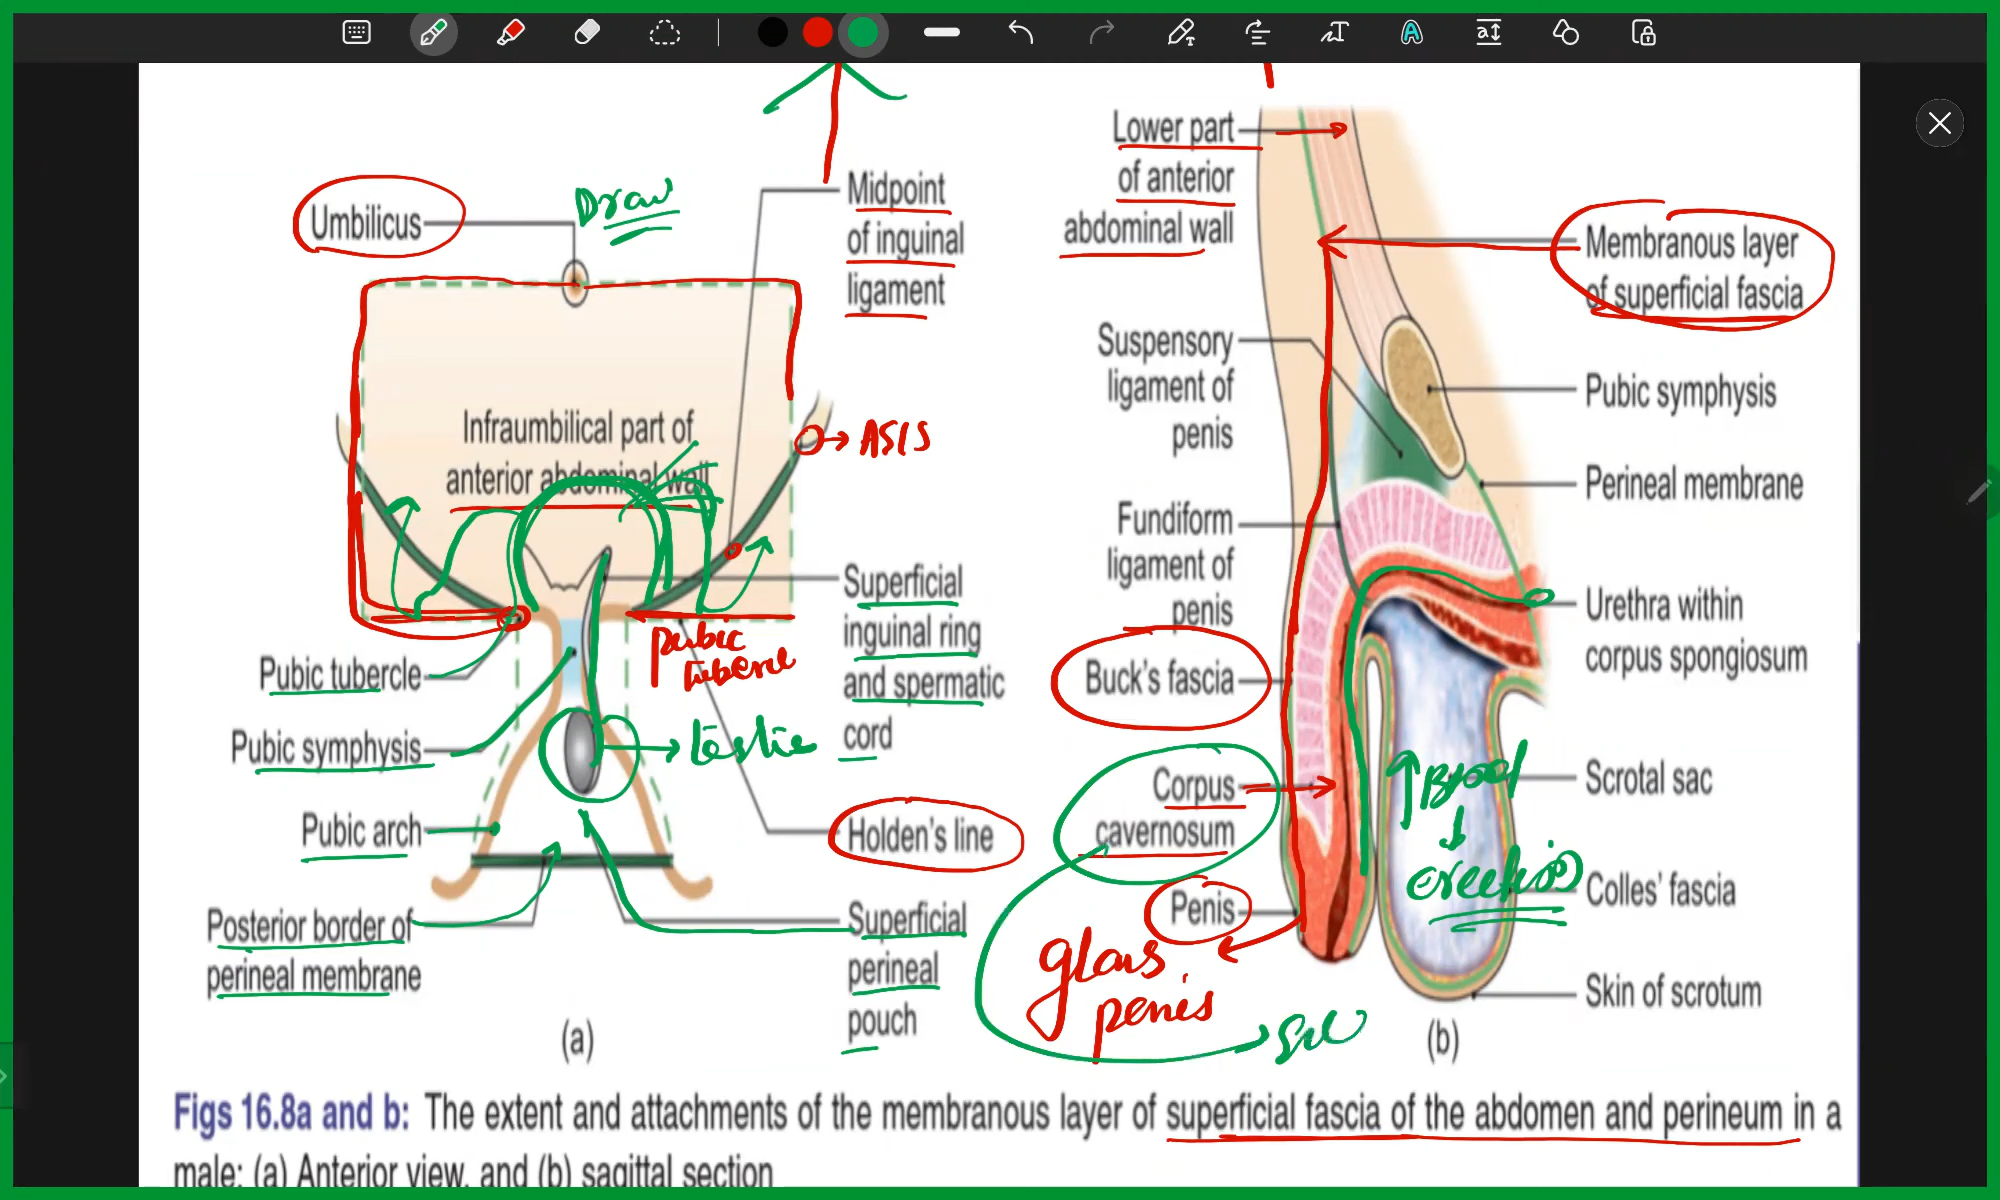 Umbilicus
Draw
Midpoint
of inguinal
ligament
Infraumbilical part of
anterior abdominal wall
ASIS
Superficial
inguinal ring
and spermatic
cord
Pubic tubercle
pubic
Pubic symphysis
Pubic arch
Holden's line
Posterior border of
perineal membrane
Superficial
perineal
pouch
(a)
Lower part
of anterior
abdominal wall
Membranous layer
of superficial fascia
Suspensory
ligament of
penis
Pubic symphysis
Perineal membrane
Fundiform
ligament of
penis
Urethra within
corpus spongiosum
Buck's fascia
Corpus
cavernosum
Scrotal sac
Blood
erection
Colles' fascia
Penis
glans
penis
Skin of scrotum
(b)
Figs 16.8a and b: The extent and attachments of the membranous layer of superficial fascia of the abdomen and perineum in a
male: (a) Anterior view, and (b) sagittal section